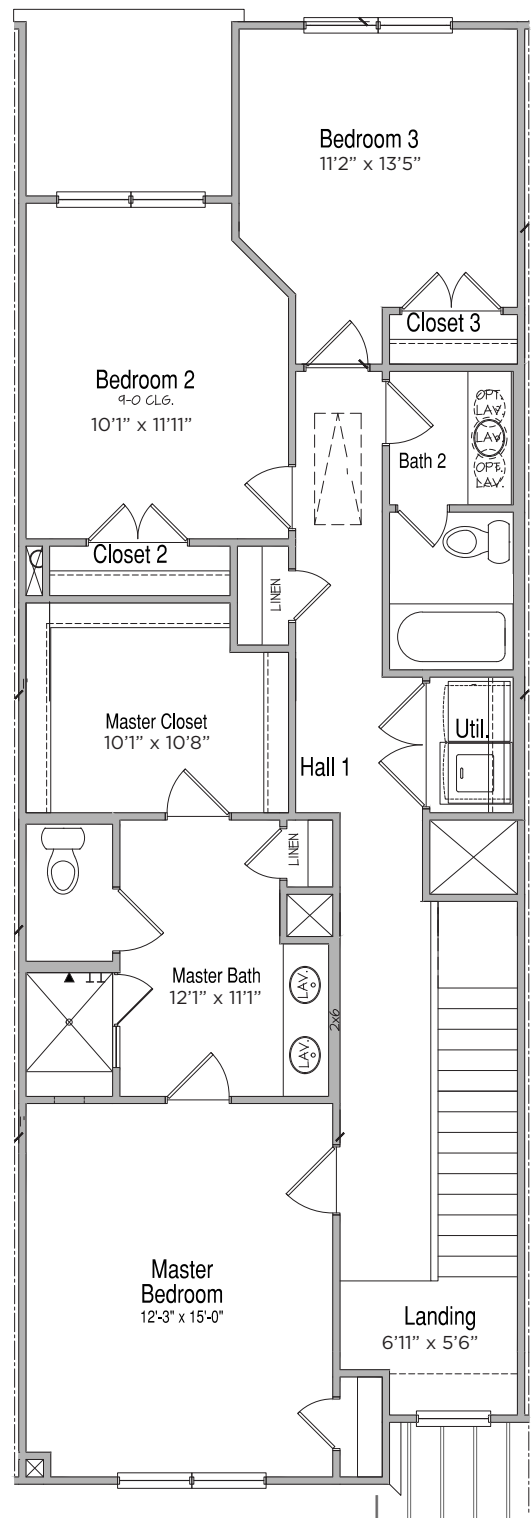 Bedroom 3
11'2" x 13'5"
Closet 3
Bedroom 2
9-0 CLG.
10'1" x 11'11"
OPT.
LAV.
LAV
OPT.
LAV.
Bath 2
Closet 2
LINEN
Master Closet
10'1" x 10'8"
Util.
Hall 1
LINEN
Master Bath
12'1" x 11'1"
LAV.
LAV.
2x6
Master
Bedroom
12'-3" x 15'-0"
Landing
6'11" x 5'6"